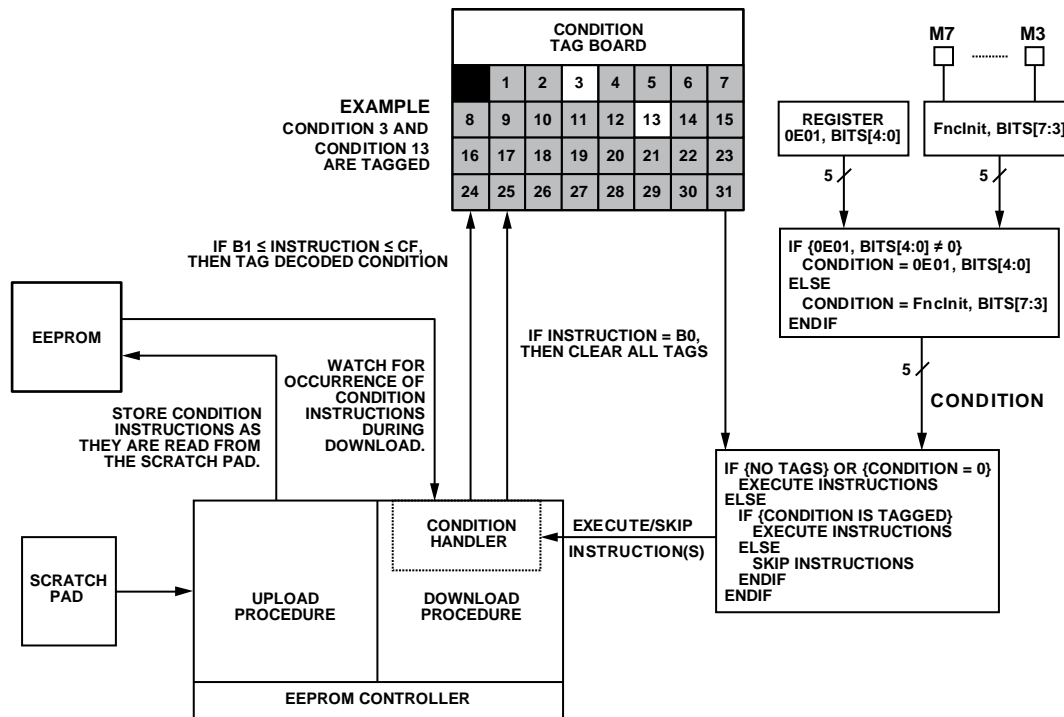 CONDITION
TAG BOARD
1 2 3 4 5 6 7
8 9 10 11 12 13 14 15
16 17 18 19 20 21 22 23
24 25 26 27 28 29 30 31
EXAMPLE
CONDITION 3 AND
CONDITION 13
ARE TAGGED
M7
M3
REGISTER
0E01, BITS[4:0]
FncInit, BITS[7:3]
5
5
IF {0E01, BITS[4:0] ≠ 0}
CONDITION = 0E01, BITS[4:0]
ELSE
CONDITION = FncInit, BITS[7:3]
ENDIF
5
CONDITION
IF B1 ≤ INSTRUCTION ≤ CF,
THEN TAG DECODED CONDITION
IF INSTRUCTION = B0,
THEN CLEAR ALL TAGS
EEPROM
WATCH FOR
OCCURRENCE OF
CONDITION
INSTRUCTIONS
DURING
DOWNLOAD.
STORE CONDITION
INSTRUCTIONS AS
THEY ARE READ FROM
THE SCRATCH PAD.
IF {NO TAGS} OR {CONDITION = 0}
EXECUTE INSTRUCTIONS
ELSE
IF {CONDITION IS TAGGED}
EXECUTE INSTRUCTIONS
ELSE
SKIP INSTRUCTIONS
ENDIF
ENDIF
CONDITION
HANDLER
EXECUTE/SKIP
INSTRUCTION(S)
SCRATCH
PAD
UPLOAD
PROCEDURE
DOWNLOAD
PROCEDURE
EEPROM CONTROLLER